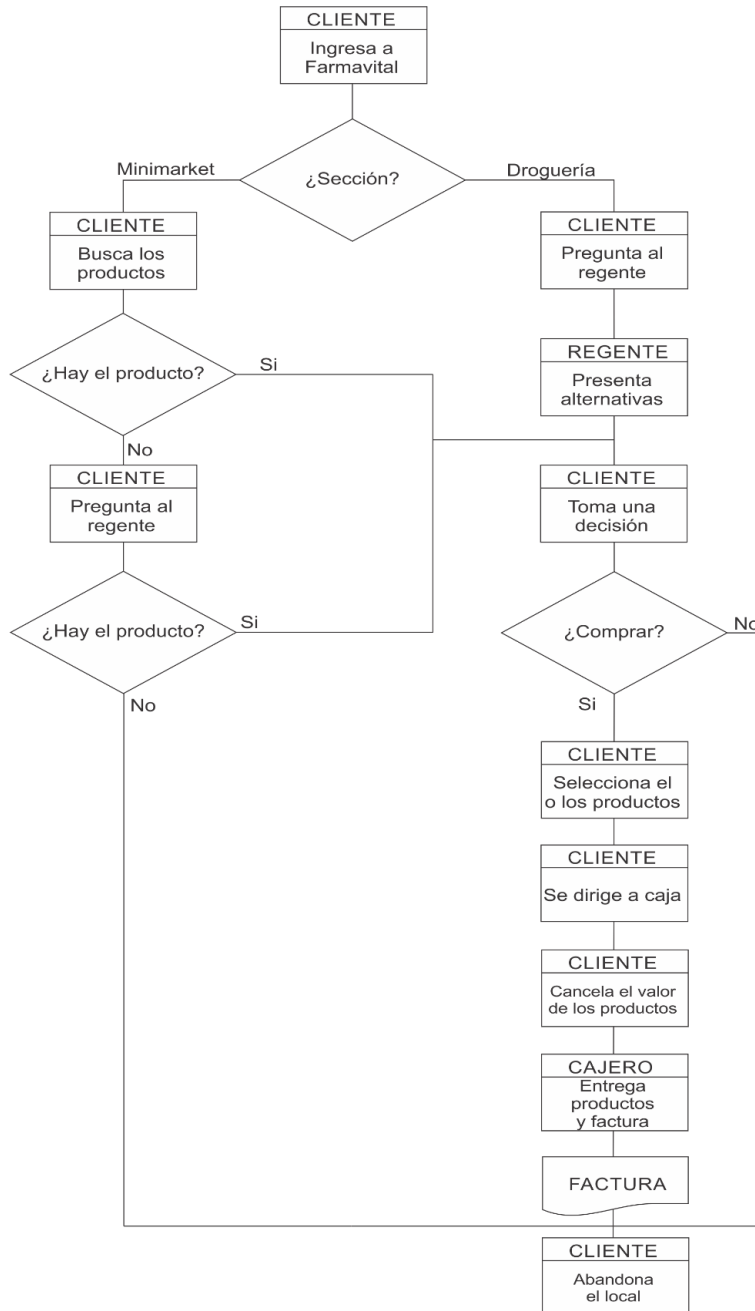 CLIENTE
Ingresa a
Farmavital
¿Sección?
Minimarket
Droguería
CLIENTE
Busca los
productos
CLIENTE
Pregunta al
regente
¿Hay el producto?
Si
No
REGENTE
Presenta
alternativas
CLIENTE
Pregunta al
regente
CLIENTE
Toma una
decisión
¿Hay el producto?
Si
No
¿Comprar?
No
Si
CLIENTE
Selecciona el
o los productos
CLIENTE
Se dirige a caja
CLIENTE
Cancela el valor
de los productos
CAJERO
Entrega
productos
y factura
FACTURA
CLIENTE
Abandona
el local